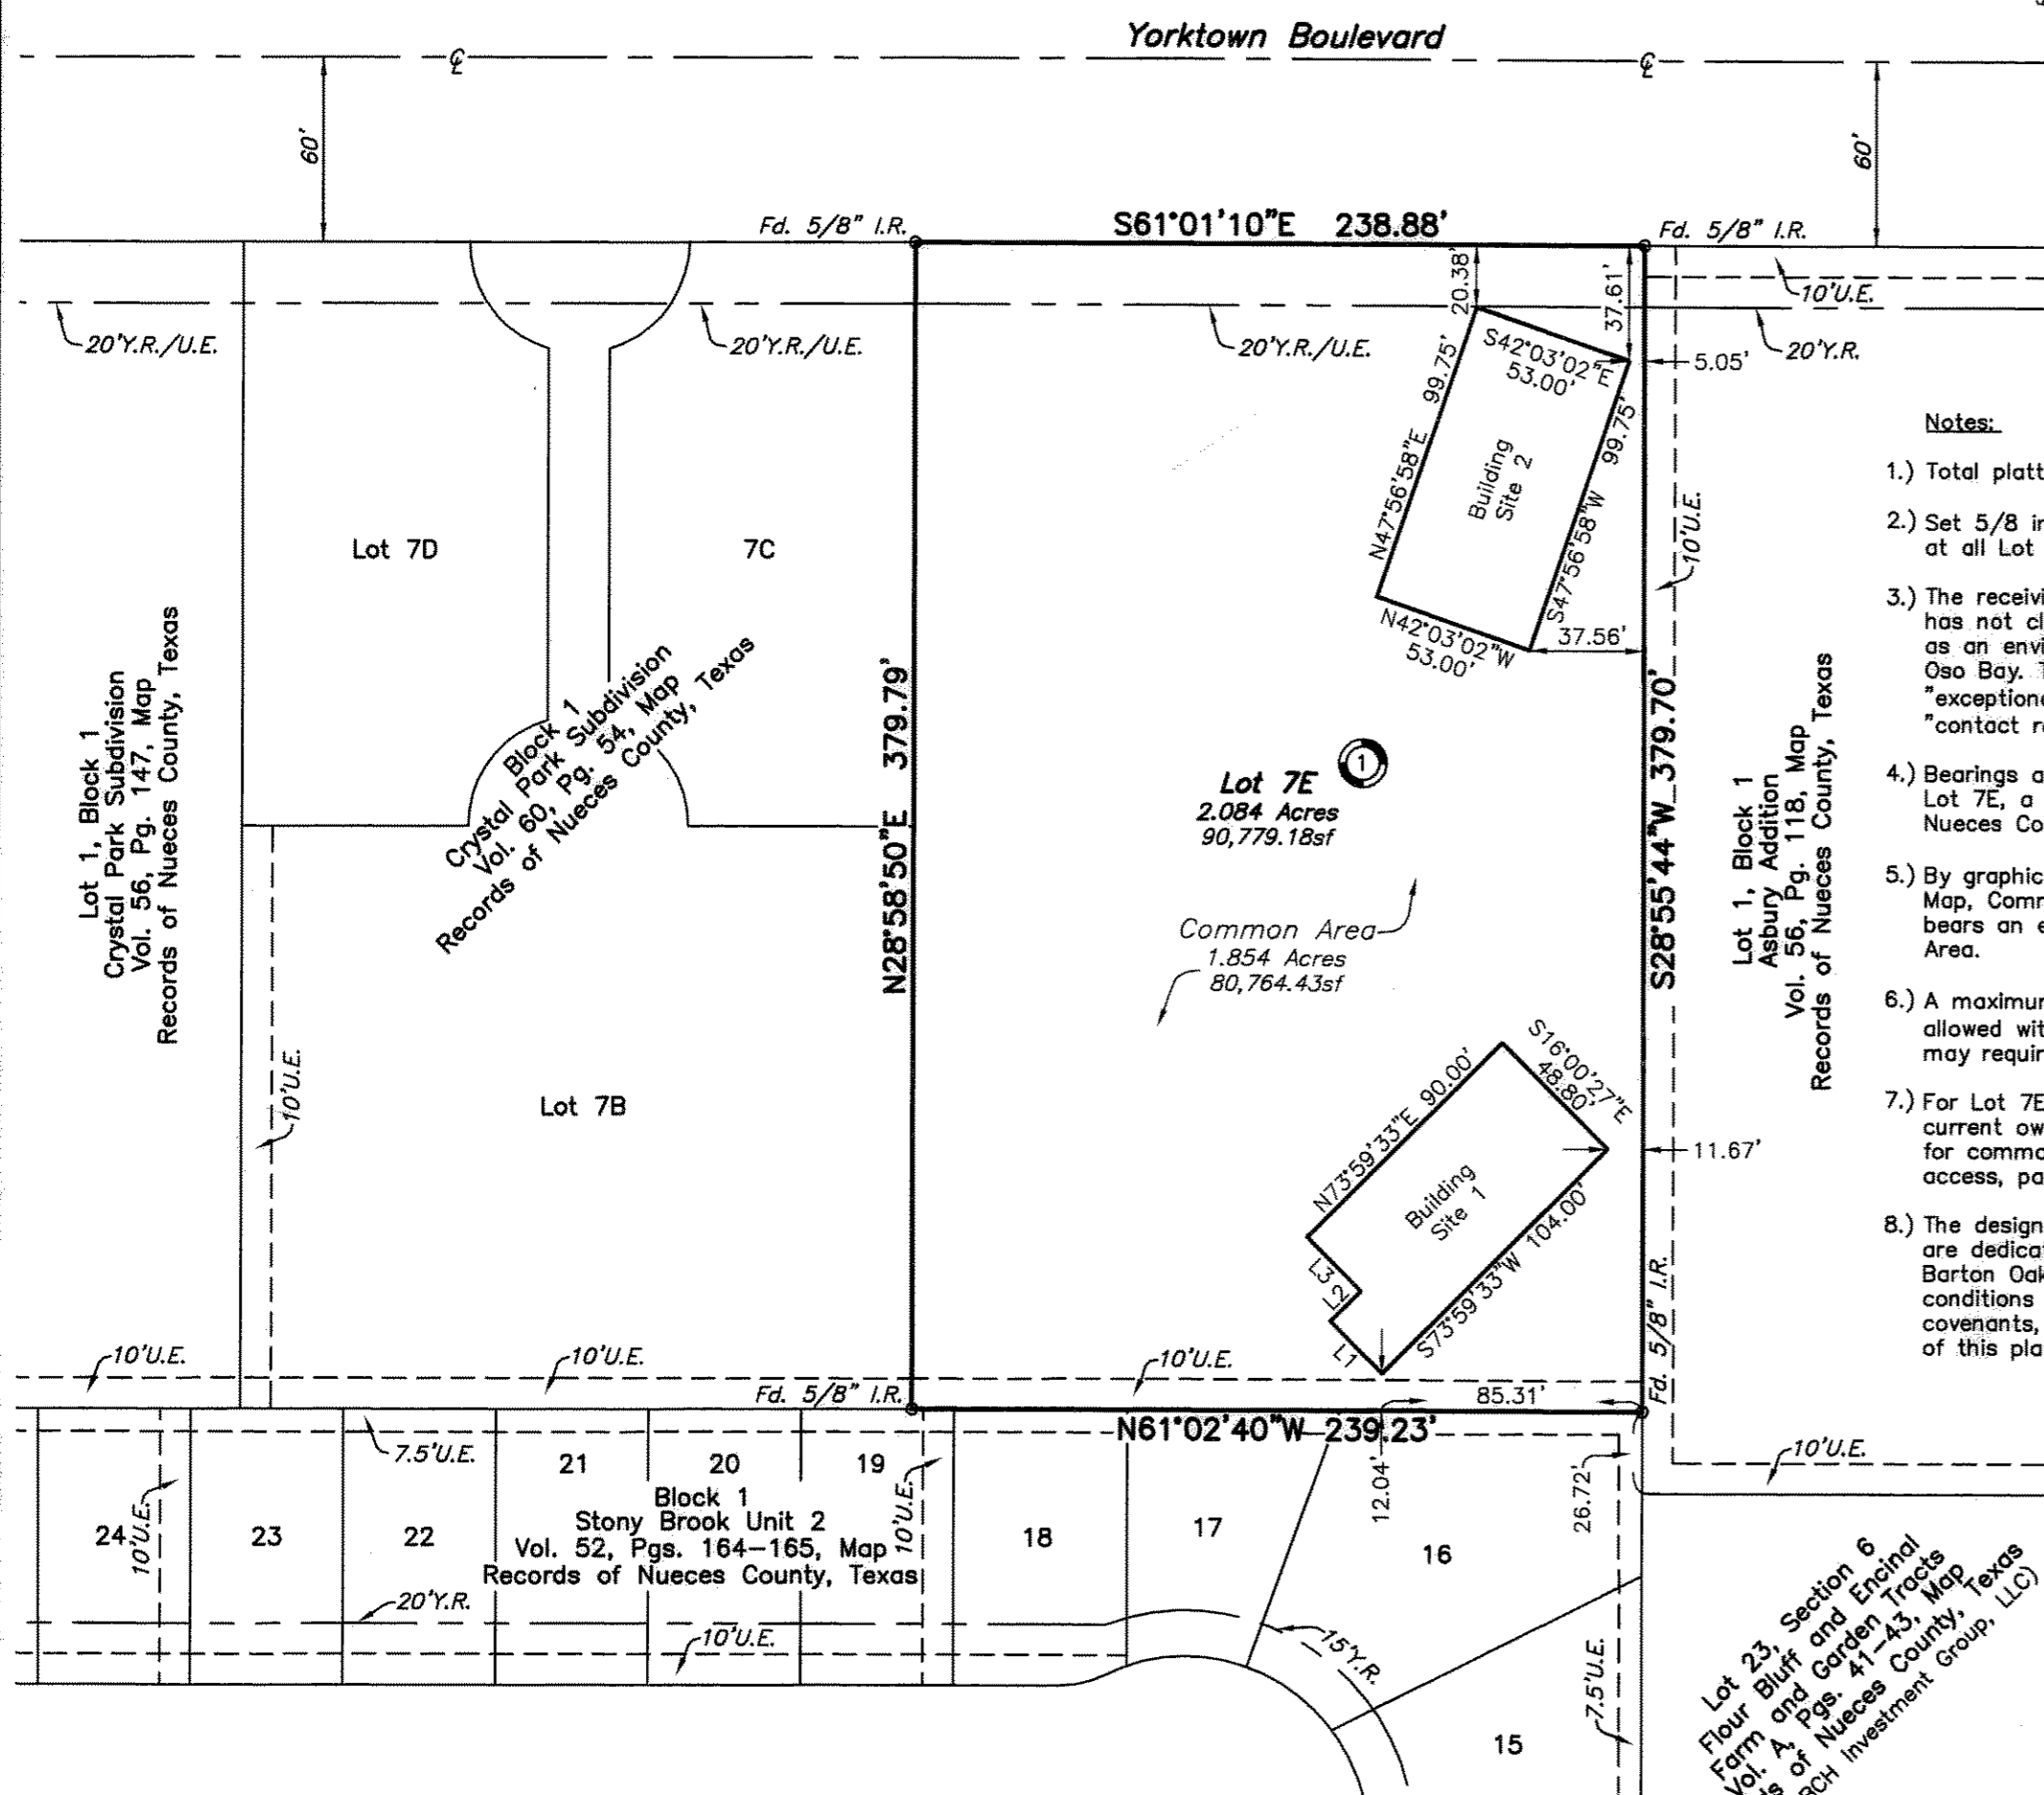 Yorktown Boulevard
60'
60'
Fd. 5/8" I.R.
S61°01'10"E 238.88'
Fd. 5/8" I.R.
20'Y.R./U.E.
20'Y.R./U.E.
20'Y.R./U.E.
20.38'
37.61'
10'U.E.
20'Y.R.
5.05'
S42°03'02"E
53.00'
99.75'
N47°56'58"E
Building
Site 2
99.75'
S47°56'58"W
N42°03'02"W
53.00'
37.56'
10'U.E.
Lot 7D
7C
Lot 1, Block 1
Crystal Park Subdivision
Vol. 56, Pg. 147, Map
Records of Nueces County, Texas
Block 1
Crystal Park Subdivision
Vol. 60, Pg. 54, Map
Records of Nueces County, Texas
N28°58'50"E 379.79'
Lot 7E
2.084 Acres
90,779.18sf
1
Common Area
1.854 Acres
80,764.43sf
S28°55'44"W 379.70'
Lot 1, Block 1
Asbury Addition
Vol. 56, Pg. 118, Map
Records of Nueces County, Texas
Notes:
1.) Total platt
2.) Set 5/8 in
at all Lot
3.) The receivi
has not cl
as an envi
Oso Bay. T
"exceptiona
"contact re
4.) Bearings a
Lot 7E, a
Nueces Co
5.) By graphic
Map, Comm
bears an e
Area.
6.) A maximum
allowed wit
may requir
7.) For Lot 7E
current ow
for commo
access, pa
8.) The design
are dedica
Barton Oak
conditions
covenants,
of this pla
10'U.E.
Lot 7B
N73°59'33"E 90.00'
S16°00'27"E
48.80'
Building
Site 1
S73°59'33"W 104.00'
L3
L2
L1
11.67'
10'U.E.
10'U.E.
10'U.E.
Fd. 5/8" I.R.
Fd. 5/8" I.R.
85.31'
N61°02'40"W 239.23'
12.04'
26.72'
10'U.E.
7.5'U.E.
24
10'U.E.
23
22
21
20
19
10'U.E.
18
17
16
15
Block 1
Stony Brook Unit 2
Vol. 52, Pgs. 164-165, Map
Records of Nueces County, Texas
20'Y.R.
10'U.E.
15'Y.R.
7.5'U.E.
Lot 23, Section 6
Flour Bluff and Encinal
Farm and Garden Tracts
Vol. A, Pgs. 41-43, Map
ds of Nueces County, Texas
BCH Investment Group, LLC)